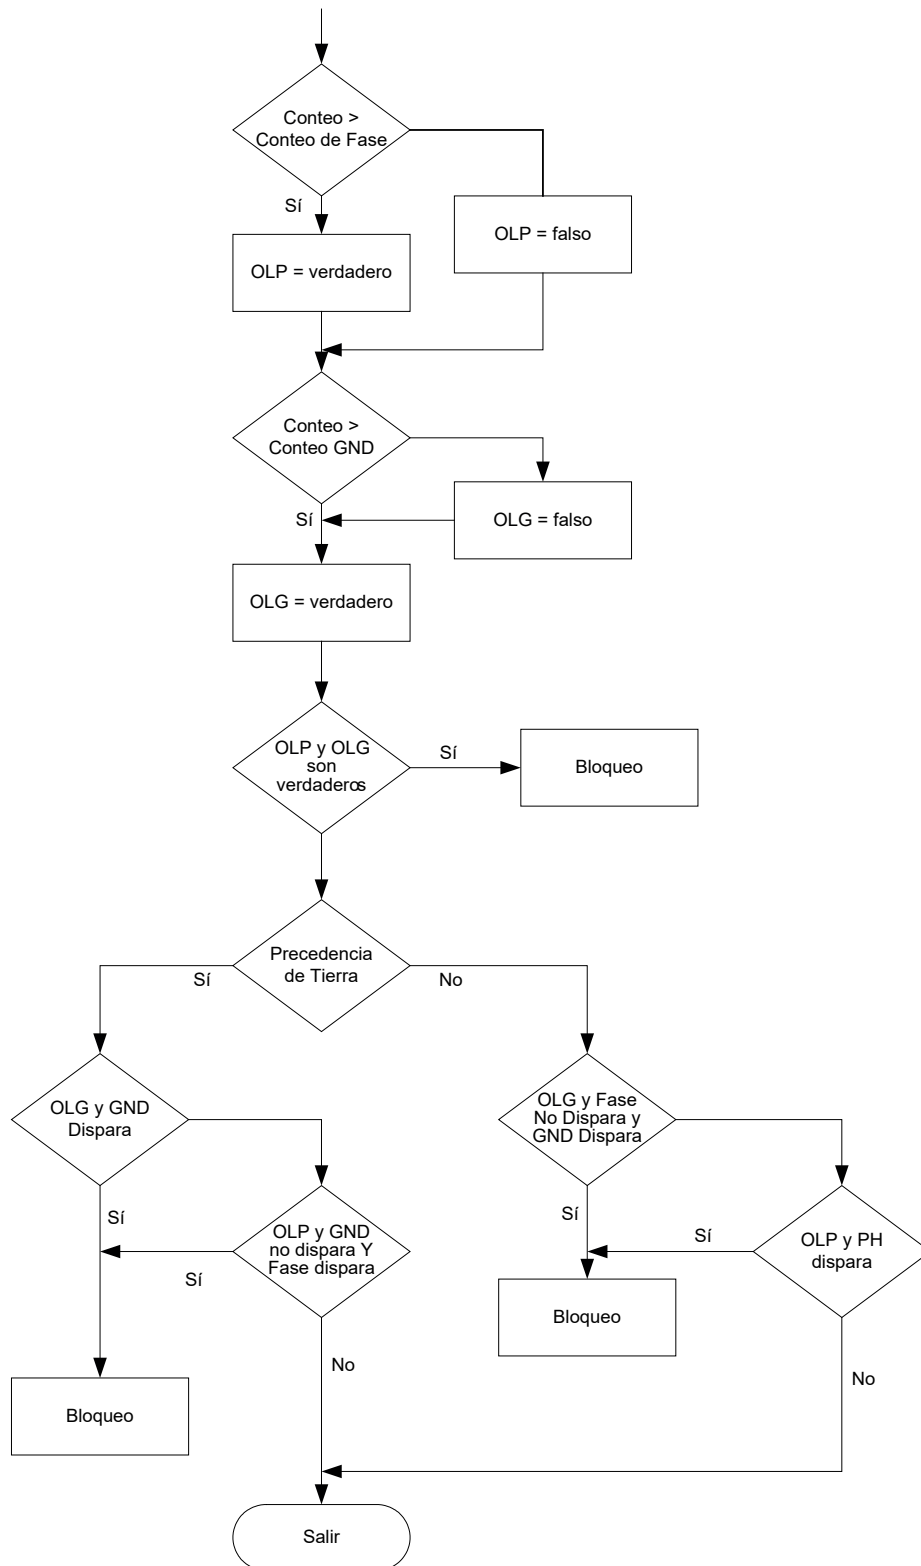 Conteo >
Conteo de Fase
Sí
OLP = falso
OLP = verdadero
Conteo >
Conteo GND
Sí
OLG = falso
OLG = verdadero
OLP y OLG
son
verdaderos
Sí
Bloqueo
Precedencia
de Tierra
Sí
No
OLG y GND
Dispara
OLG y Fase
No Dispara y
GND Dispara
Sí
OLP y GND
no dispara Y
Fase dispara
Sí
Sí
Sí
OLP y PH
dispara
Bloqueo
No
No
Bloqueo
Salir